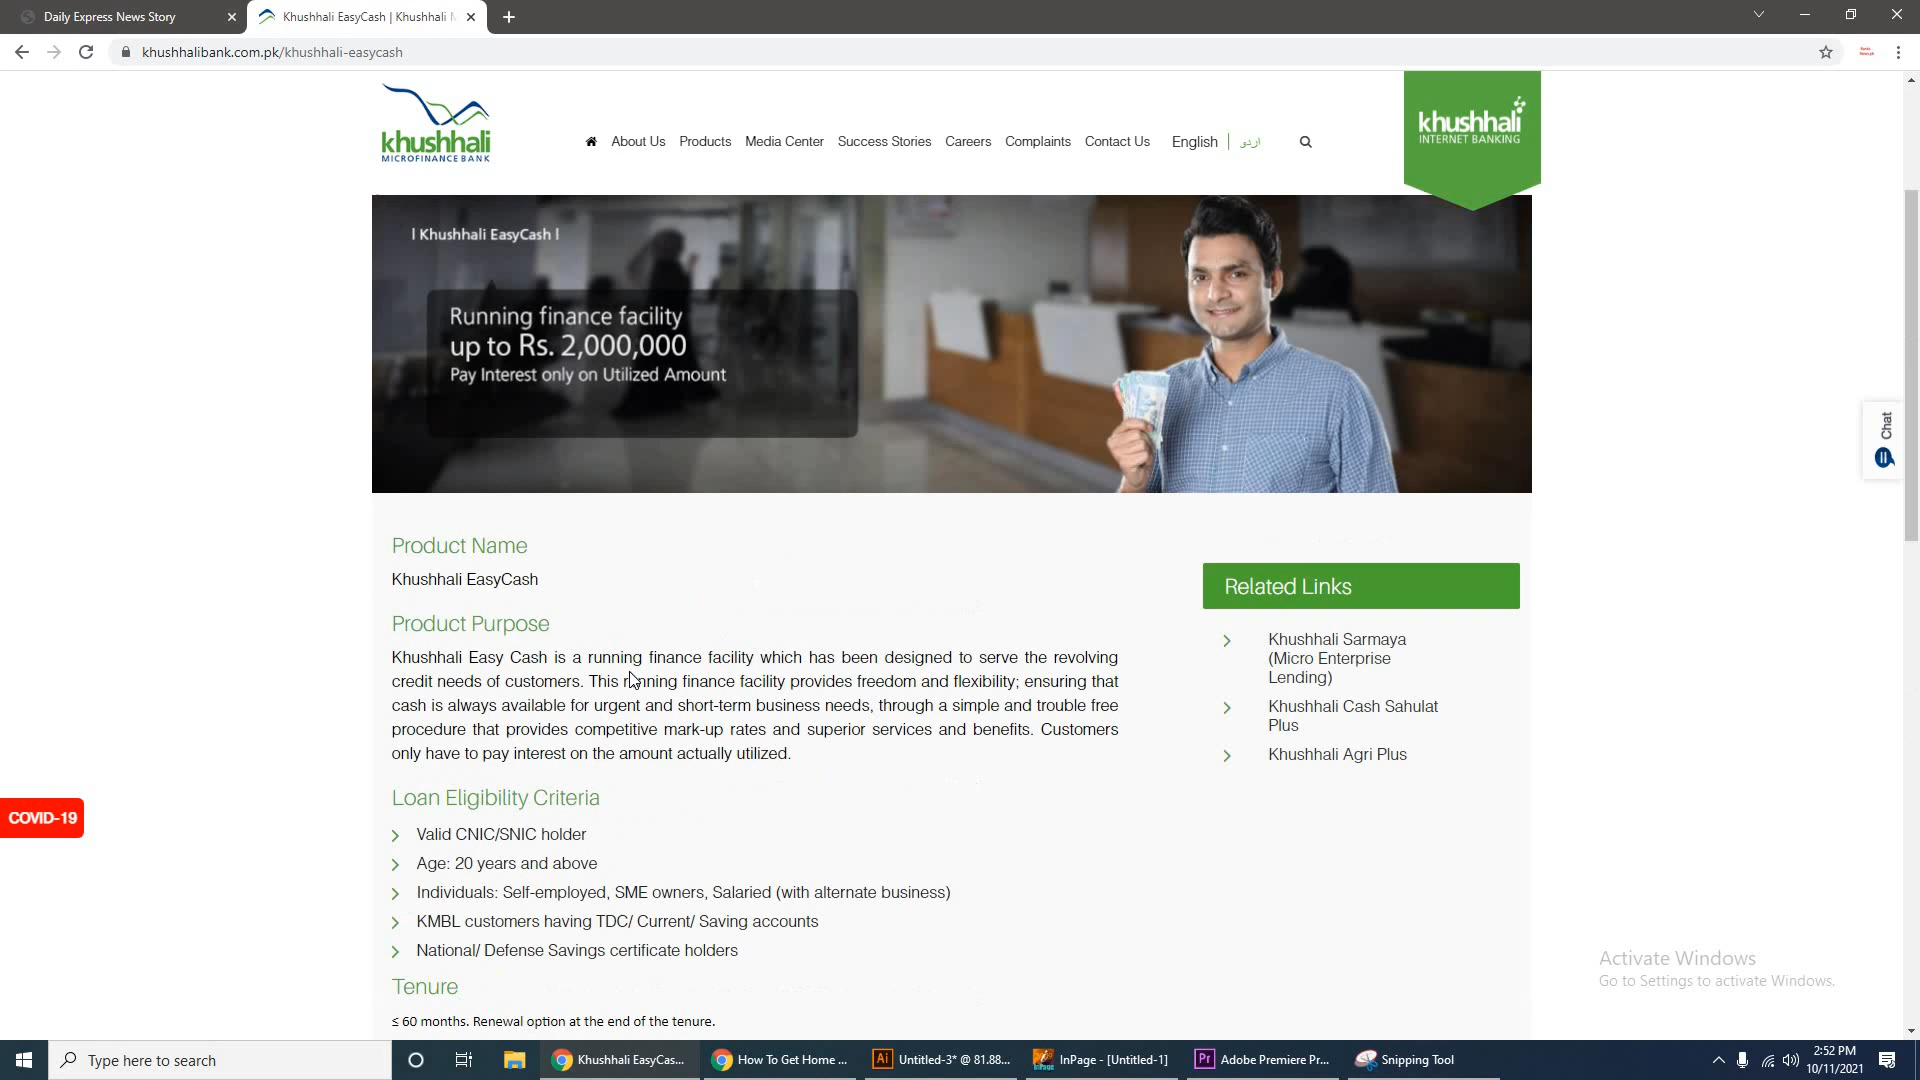 Daily Express News Story
Khushhali EasyCash | Khushhali M
khushhalibank.com.pk/khushhali-easycash
khushhali
MICROFINANCE BANK
About Us Products Media Center Success Stories Careers Complaints Contact Us English اردو
khushhali
INTERNET BANKING
| Khushhali EasyCash |
Running finance facility
up to Rs. 2,000,000
Pay Interest only on Utilized Amount
Chat
Product Name
Khushhali EasyCash
Product Purpose
Khushhali Easy Cash is a running finance facility which has been designed to serve the revolving
credit needs of customers. This running finance facility provides freedom and flexibility; ensuring that
cash is always available for urgent and short-term business needs, through a simple and trouble free
procedure that provides competitive mark-up rates and superior services and benefits. Customers
only have to pay interest on the amount actually utilized.
Related Links
Khushhali Sarmaya
(Micro Enterprise
Lending)
Khushhali Cash Sahulat
Plus
Khushhali Agri Plus
COVID-19
Loan Eligibility Criteria
Valid CNIC/SNIC holder
Age: 20 years and above
Individuals: Self-employed, SME owners, Salaried (with alternate business)
KMBL customers having TDC/ Current/ Saving accounts
National/ Defense Savings certificate holders
Tenure
≤ 60 months. Renewal option at the end of the tenure.
Activate Windows
Go to Settings to activate Windows.
Type here to search
Khushhali EasyCas...
How To Get Home ...
Ai Untitled-3* @ 81.88...
InPage - [Untitled-1]
Pr Adobe Premiere Pr...
Snipping Tool
2:52 PM
10/11/2021